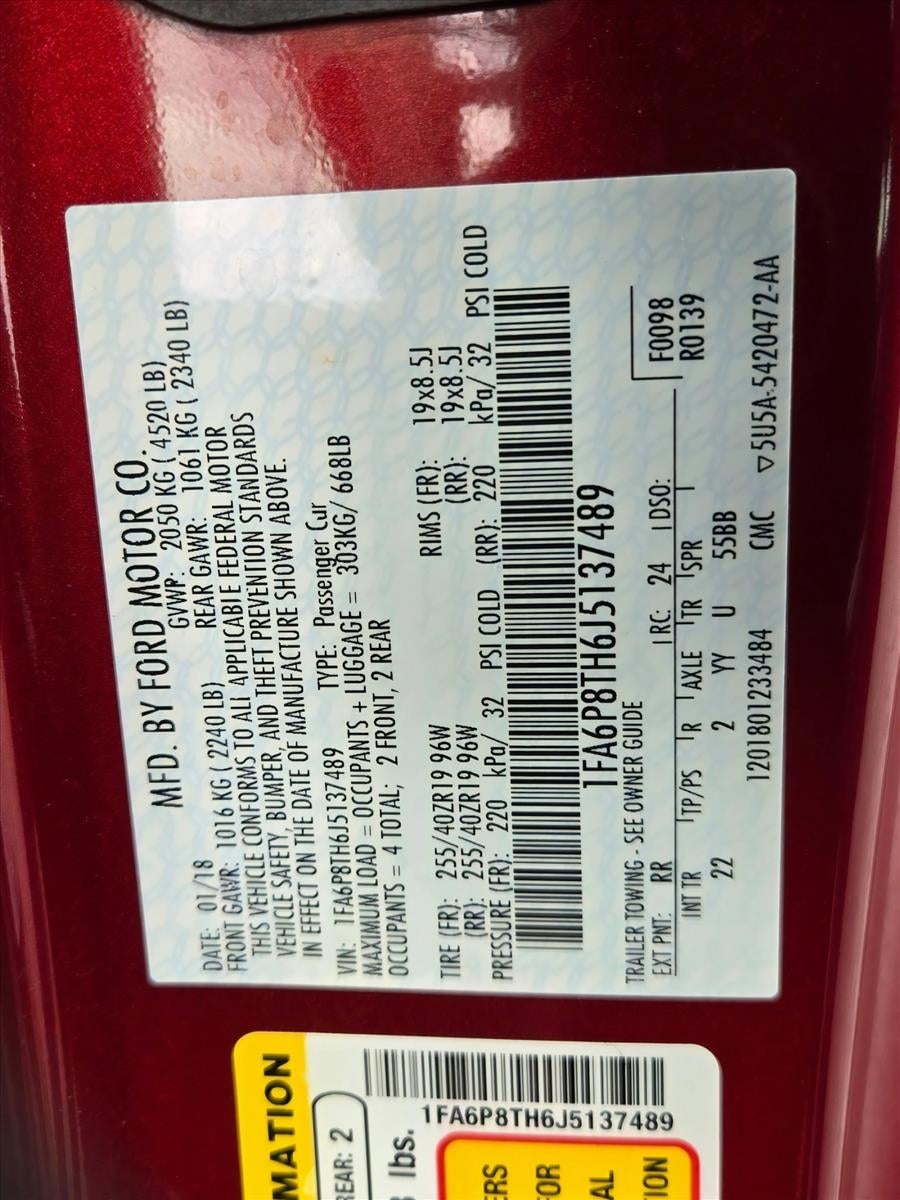 MFD. BY FORD MOTOR CO.
DATE: 01/18 GVWR: 2050 KG ( 4520 LB)
FRONT GAWR: 1016 KG ( 2240 LB) REAR GAWR: 1061 KG ( 2340 LB)
THIS VEHICLE CONFORMS TO ALL APPLICABLE FEDERAL MOTOR
VEHICLE SAFETY, BUMPER, AND THEFT PREVENTION STANDARDS
IN EFFECT ON THE DATE OF MANUFACTURE SHOWN ABOVE.
VIN: 1FA6P8TH6J5137489 TYPE: Passenger Car
MAXIMUM LOAD = OCCUPANTS + LUGGAGE = 303KG/ 668LB
OCCUPANTS = 4 TOTAL; 2 FRONT, 2 REAR
TIRE (FR): 255/40ZR19 96W RIMS (FR): 19x8.5J
(RR): 255/40ZR19 96W (RR): 19x8.5J
PRESSURE (FR): 220 kPa/ 32 PSI COLD (RR): 220 kPa/ 32 PSI COLD
1FA6P8TH6J5137489
TRAILER TOWING - SEE OWNER GUIDE
F0098
R0139
EXT PNT: RR RC: 24 DSO:
INT TR TP/PS R AXLE TR SPR
22 2 YY U 55BB
1201801233484 CMC ▽5U5A-5420472-AA
MATION
REAR: 2
lbs.
1FA6P8TH6J5137489
ERS
FOR
AL
ION